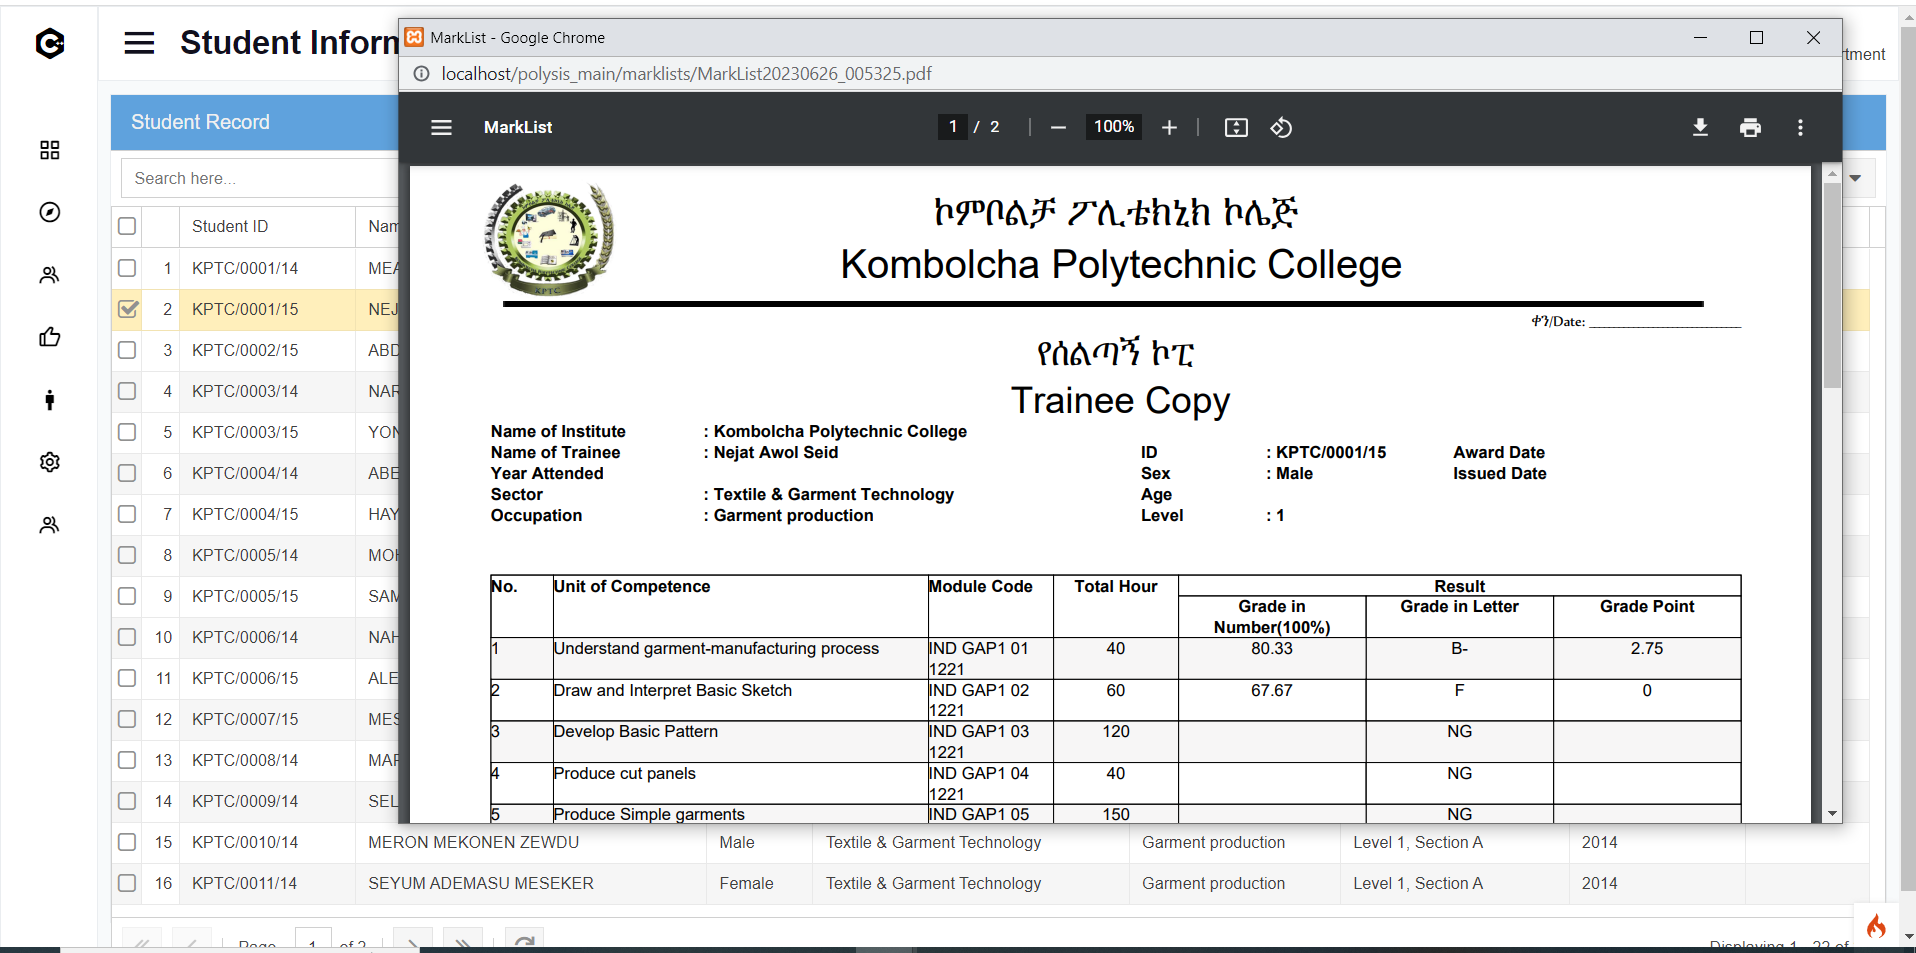 Student Inforn
MarkList - Google Chrome
localhost/polysis_main/marklists/MarkList20230626_005325.pdf
tment
Student Record
MarkList
1 / 2
100%
Search here...
ኮምቦልቻ ፖሊቴክኒክ ኮሌጅ
Kombolcha Polytechnic College
ቀን/Date:
የሰልጣኝ ኮፒ
Trainee Copy
Name of Institute : Kombolcha Polytechnic College
Name of Trainee : Nejat Awol Seid ID : KPTC/0001/15 Award Date
Year Attended Sex : Male Issued Date
Sector : Textile & Garment Technology Age
Occupation : Garment production Level : 1
No. Unit of Competence Module Code Total Hour Result
Grade in Number(100%) Grade in Letter Grade Point
1 Understand garment-manufacturing process IND GAP1 01 1221 40 80.33 B- 2.75
2 Draw and Interpret Basic Sketch IND GAP1 02 1221 60 67.67 F 0
3 Develop Basic Pattern IND GAP1 03 1221 120 NG
4 Produce cut panels IND GAP1 04 1221 40 NG
5 Produce Simple garments IND GAP1 05 150 NG
KPTC
Student ID Nam
1 KPTC/0001/14 MEA
2 KPTC/0001/15 NEJ
3 KPTC/0002/15 ABD
4 KPTC/0003/14 NAR
5 KPTC/0003/15 YON
6 KPTC/0004/14 ABE
7 KPTC/0004/15 HAY
8 KPTC/0005/14 MOH
9 KPTC/0005/15 SAM
10 KPTC/0006/14 NAH
11 KPTC/0006/15 ALE
12 KPTC/0007/15 MES
13 KPTC/0008/14 MAR
14 KPTC/0009/14 SEL
15 KPTC/0010/14 MERON MEKONEN ZEWDU Male Textile & Garment Technology Garment production Level 1, Section A 2014
16 KPTC/0011/14 SEYUM ADEMASU MESEKER Female Textile & Garment Technology Garment production Level 1, Section A 2014
Page 1 of 2
Displaying 1 - 22 of